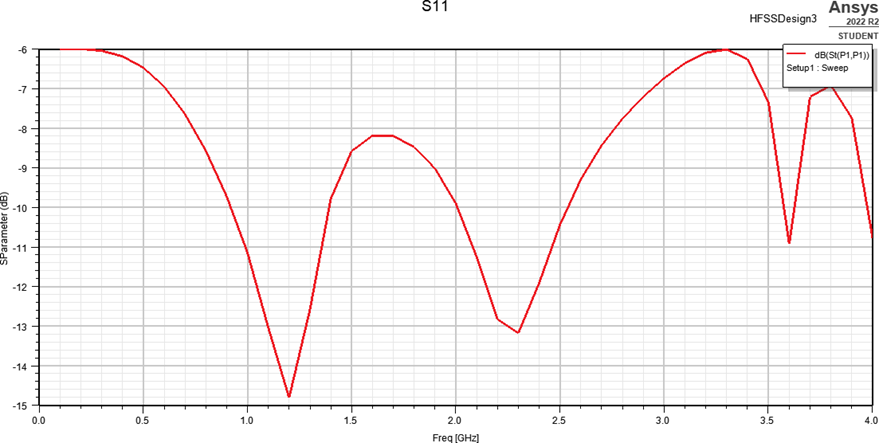 S11
HFSSDesign3
Ansys
2022 R2
STUDENT
dB(St(P1,P1))
Setup1 : Sweep
-6
-7
-8
-9
-10
-11
-12
-13
-14
-15
SParameter (dB)
0.0 0.5 1.0 1.5 2.0 2.5 3.0 3.5 4.0
Freq [GHz]